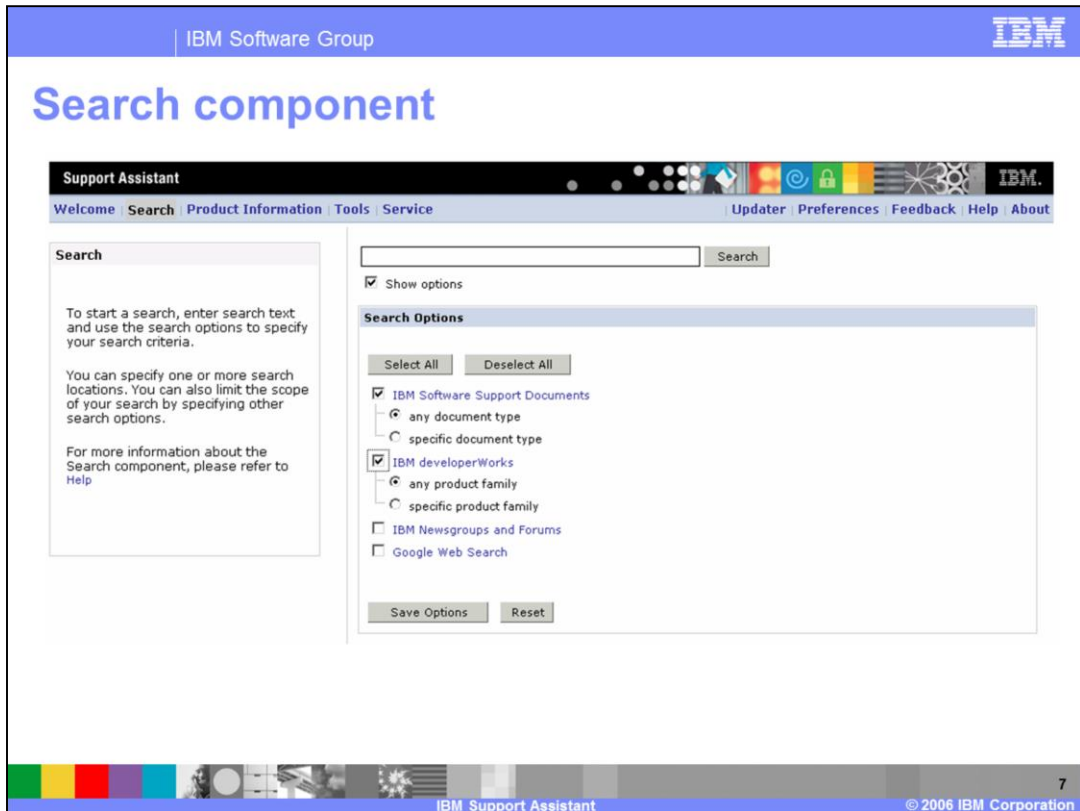 IBM Software Group
IBM
Search component
Support Assistant
IBM.
Welcome | Search | Product Information | Tools | Service
Updater | Preferences | Feedback | Help | About
Search
To start a search, enter search text
and use the search options to specify
your search criteria.
You can specify one or more search
locations. You can also limit the scope
of your search by specifying other
search options.
For more information about the
Search component, please refer to
Help
Search
Show options
Search Options
Select All
Deselect All
IBM Software Support Documents
any document type
specific document type
IBM developerWorks
any product family
specific product family
IBM Newsgroups and Forums
Google Web Search
Save Options
Reset
7
IBM Support Assistant
© 2006 IBM Corporation